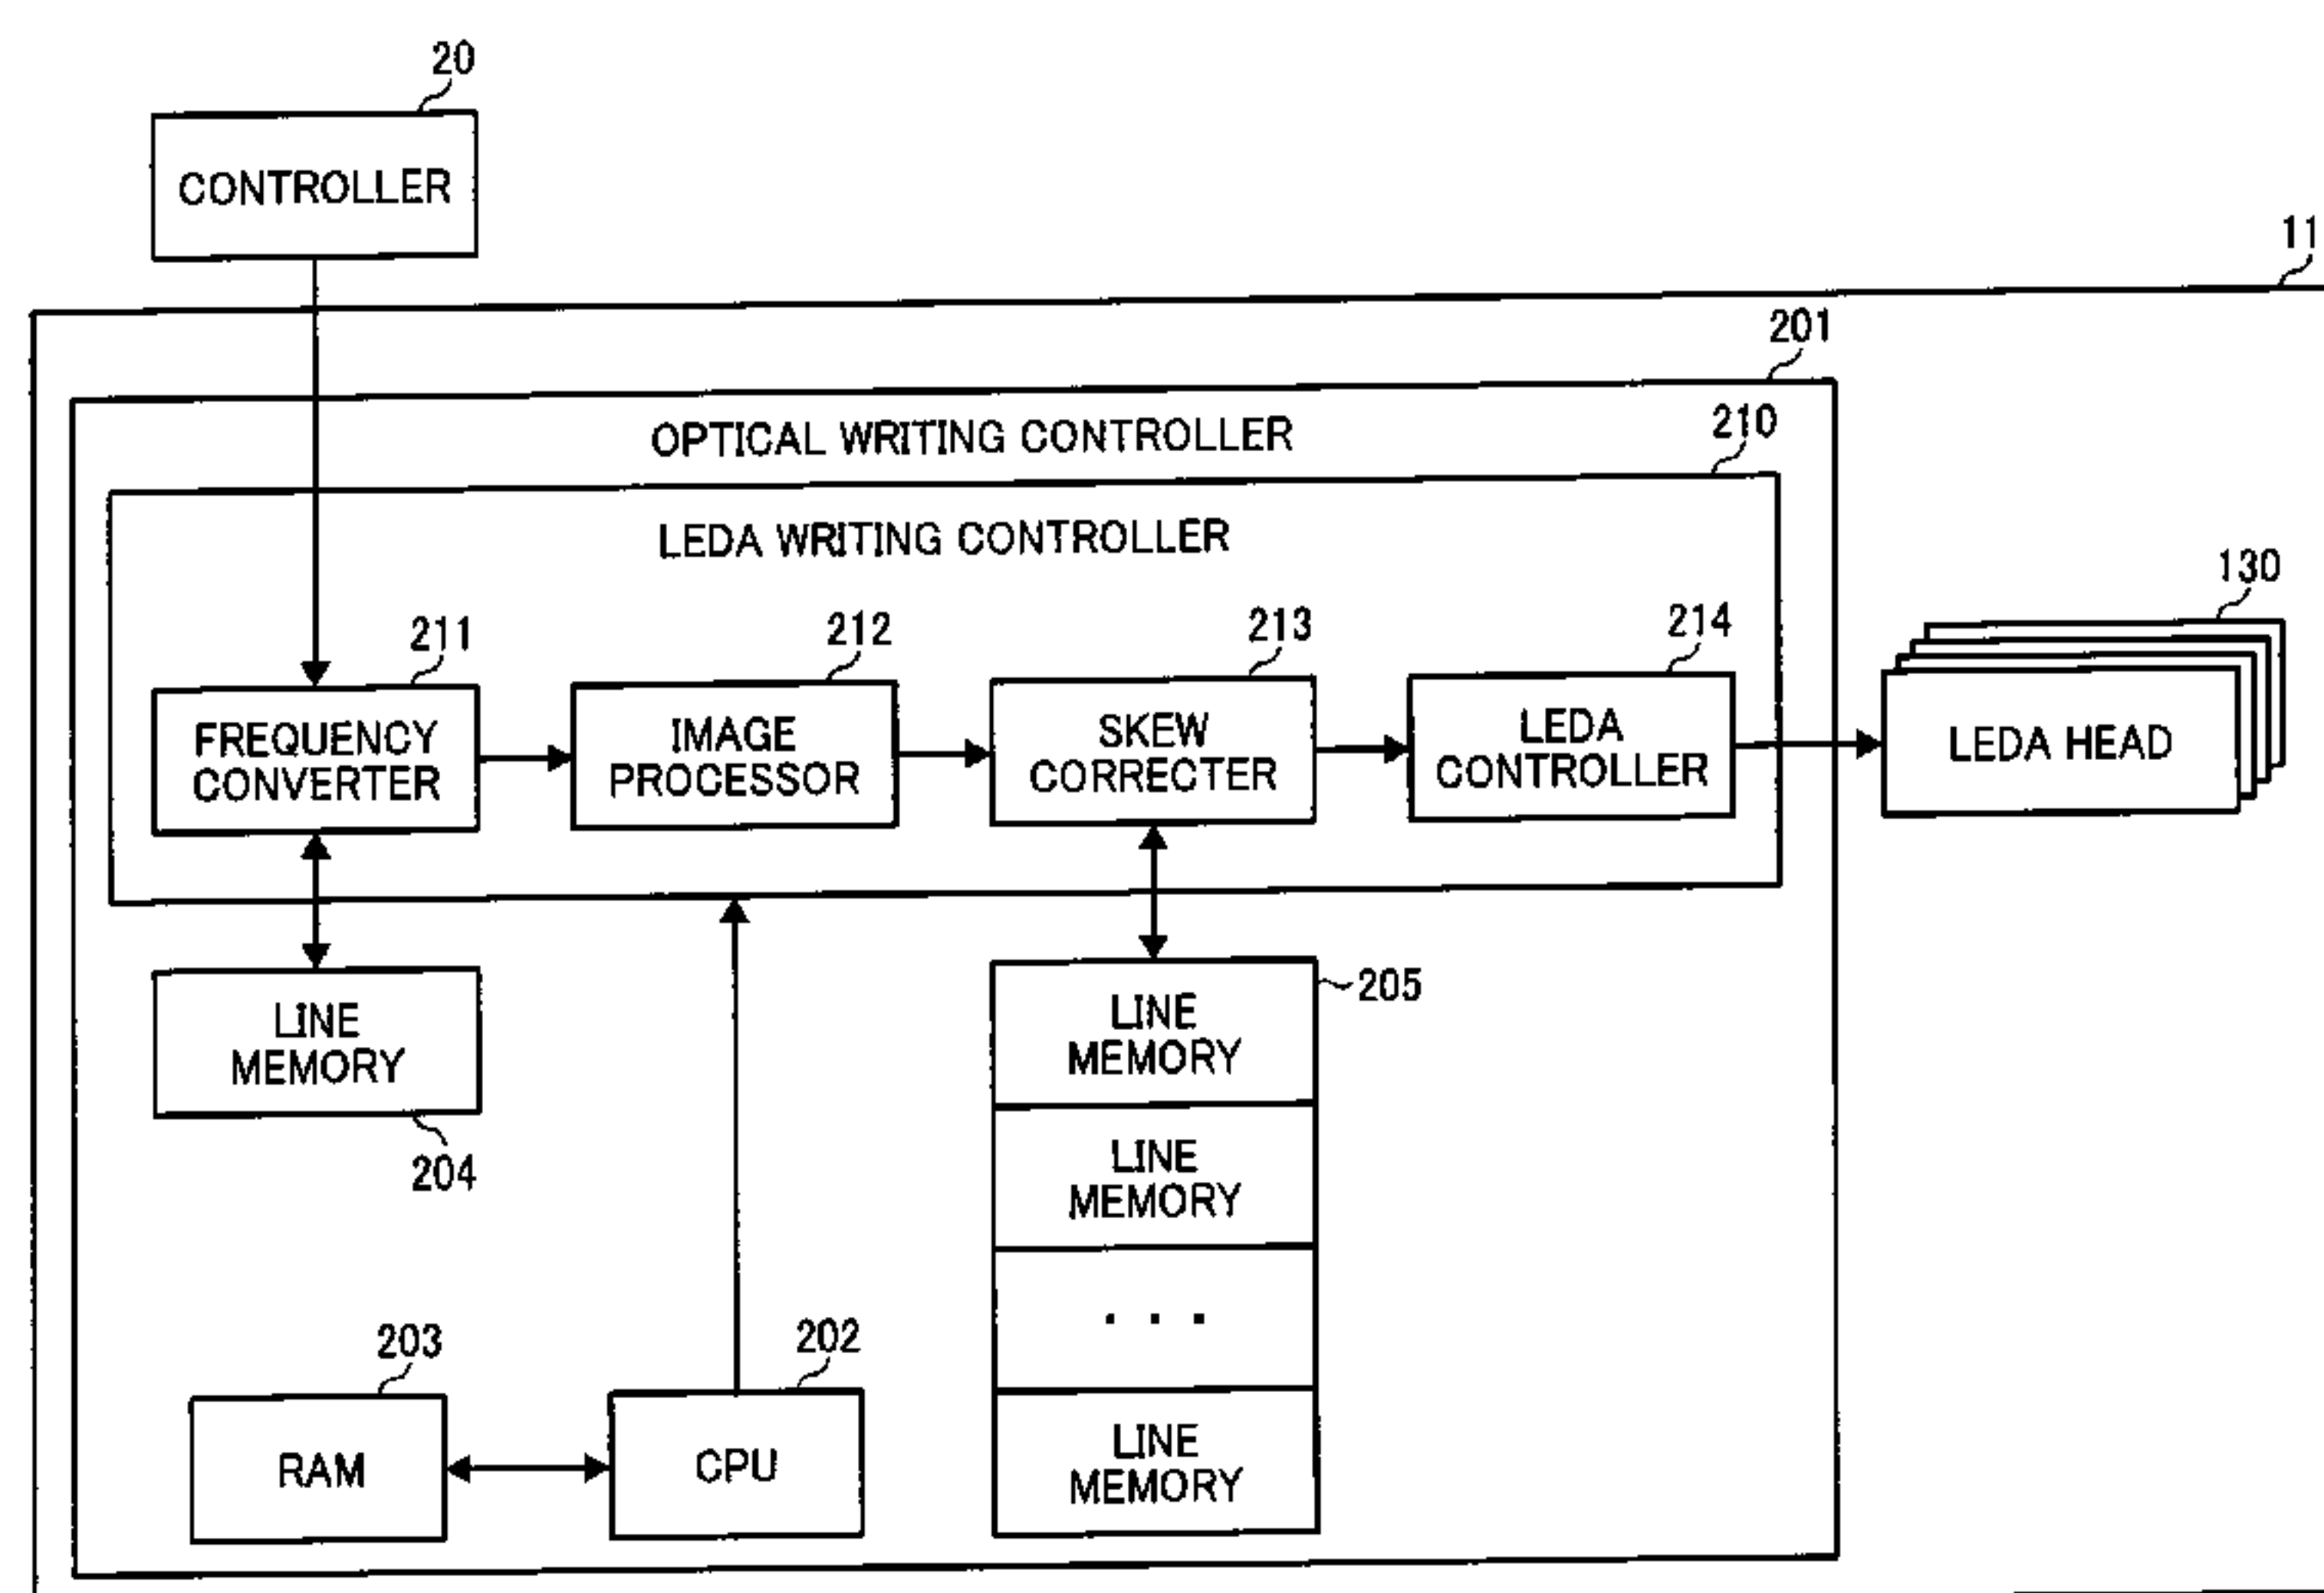 20
CONTROLLER
11
201
OPTICAL WRITING CONTROLLER
210
LEDA WRITING CONTROLLER
130
211
212
213
214
FREQUENCY
CONVERTER
IMAGE
PROCESSOR
SKEW
CORRECTER
LEDA
CONTROLLER
LEDA HEAD
LINE
MEMORY
204
LINE
MEMORY
205
LINE
MEMORY
. . .
LINE
MEMORY
203
RAM
202
CPU